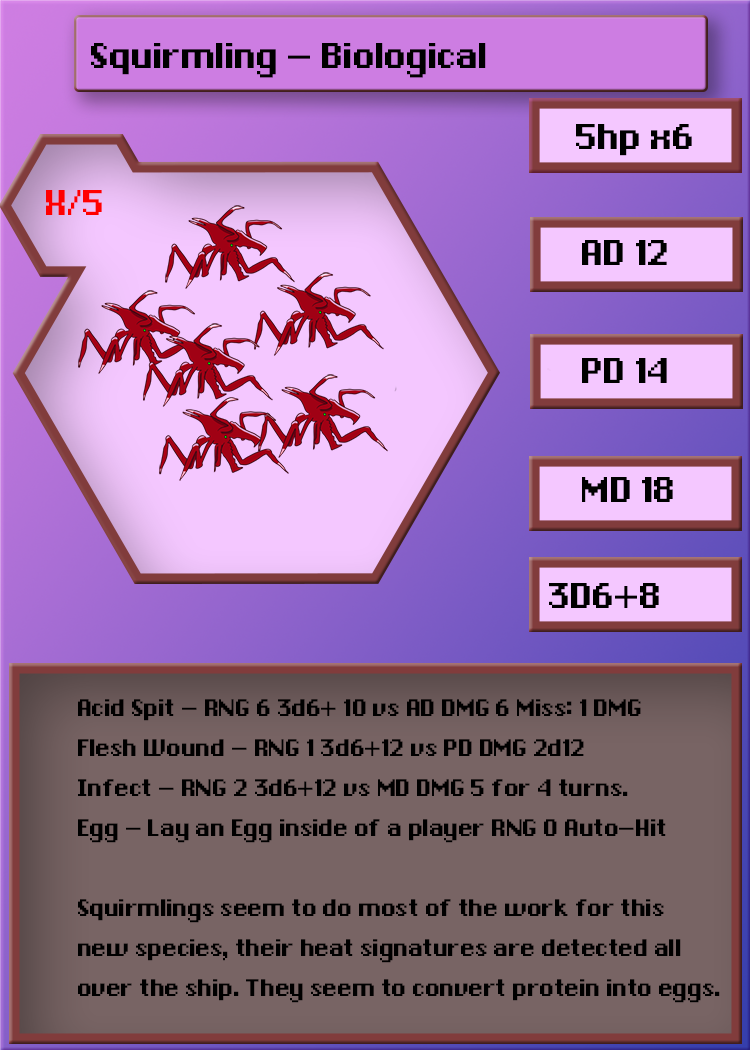 Squirmling – Biological
5hp x6
X/5
AD 12
PD 14
MD 18
3D6+8
Acid Spit – RNG 6 3d6+ 10 vs AD DMG 6 Miss: 1 DMG
Flesh Wound – RNG 1 3d6+12 vs PD DMG 2d12
Infect – RNG 2 3d6+12 vs MD DMG 5 for 4 turns.
Egg – Lay an Egg inside of a player RNG 0 Auto-Hit
Squirmlings seem to do most of the work for this
new species, their heat signatures are detected all
over the ship. They seem to convert protein into eggs.